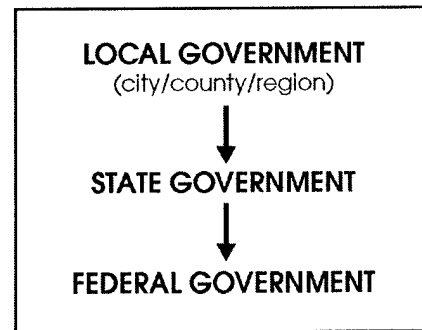 LOCAL GOVERNMENT
(city/county/region)
STATE GOVERNMENT
FEDERAL GOVERNMENT